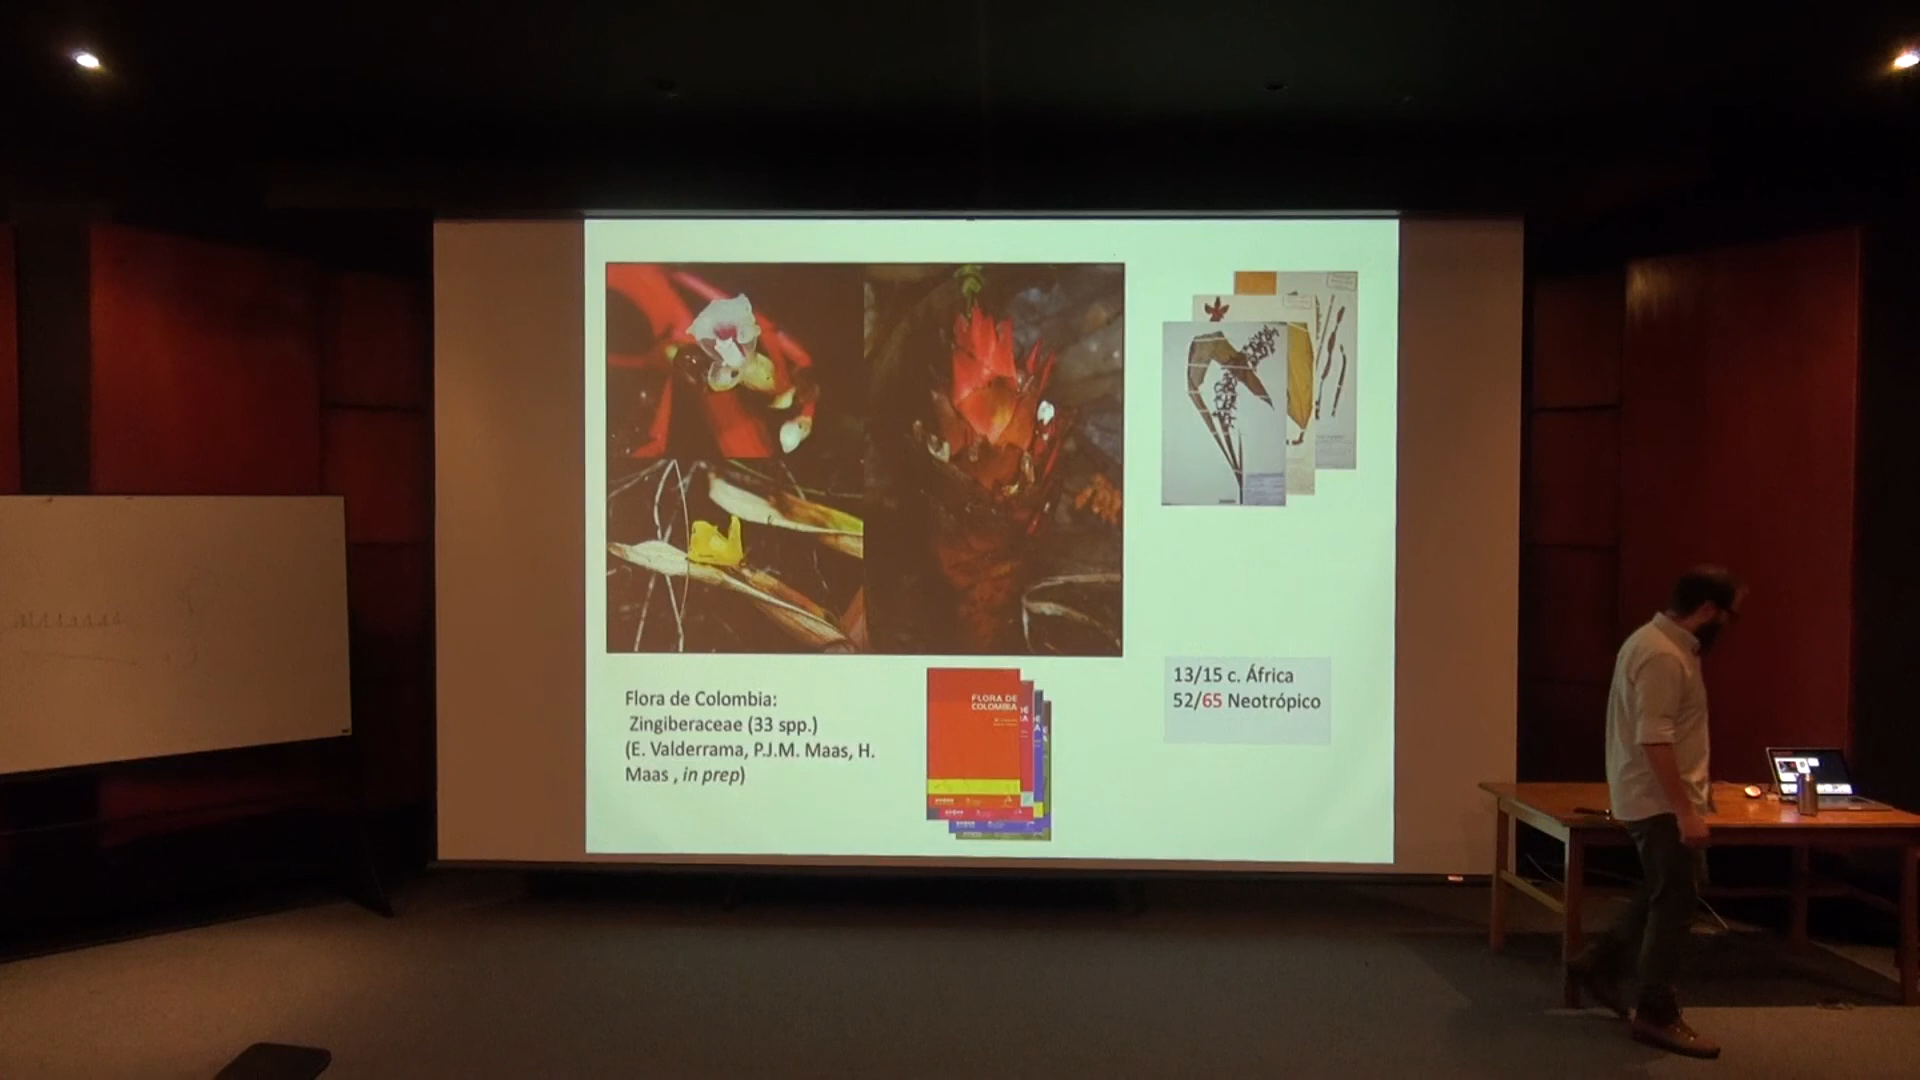 Flora de Colombia:
Zingiberaceae (33 spp.)
(E. Valderrama, P.J.M. Maas, H.
Maas , in prep)
FLORA DE
COLOMBIA
13/15 c. África
52/65 Neotrópico